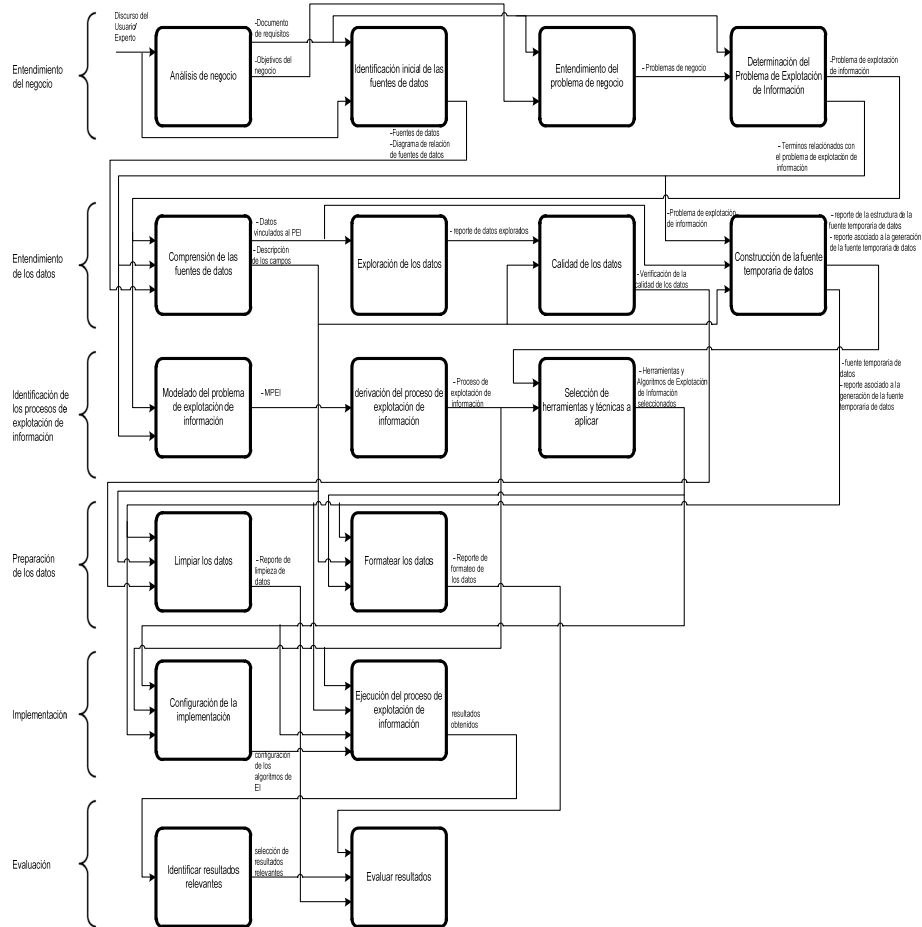 Discurso del
Usuario/
Experto
Entendimiento
del negocio
Análisis de negocio
-Documento
de requisitos
-Objetivos del
negocio
Identificación inicial de las
fuentes de datos
-Fuentes de datos
-Diagrama de relación
de fuentes de datos
Entendimiento del
problema de negocio
- Problemas de negocio
Determinación del
Problema de Explotación
de Información
-Problema de explotación
de información
- Terminos relacionados con
el problema de explotación de
información
Entendimiento
de los datos
Comprensión de las
fuentes de datos
- Datos
vinculados al PEI
- Descripción
de los campos
Exploración de los datos
- reporte de datos explorados
Calidad de los datos
- Verificación de la
calidad de los datos
-Problema de explotación
de información
Construcción de la fuente
temporaria de datos
- reporte de la estructura de la
fuente temporaria de datos
- reporte asociado a la generación
de la fuente temporaria de datos
- fuente temporaria de
datos
- reporte asociado a la
generación de la fuente
temporaria de datos
Identificación de
los procesos de
explotación de
información
Modelado del problema
de explotación de
información
- MPEI
derivación del proceso de
explotación de
información
- Proceso de
explotación de
información
Selección de
herramientas y técnicas a
aplicar
- Herramientas y
Algoritmos de Explotación
de Información
seleccionados
Preparación
de los datos
Limpiar los datos
- Reporte de
limpieza de
datos
Formatear los datos
- Reporte de
formateo de
los datos
Implementación
Configuración de la
implementación
configuración
de los
algoritmos de
EI
Ejecución del proceso de
explotación de
información
resultados
obtenidos
Evaluación
Identificar resultados
relevantes
selección de
resultados
relevantes
Evaluar resultados